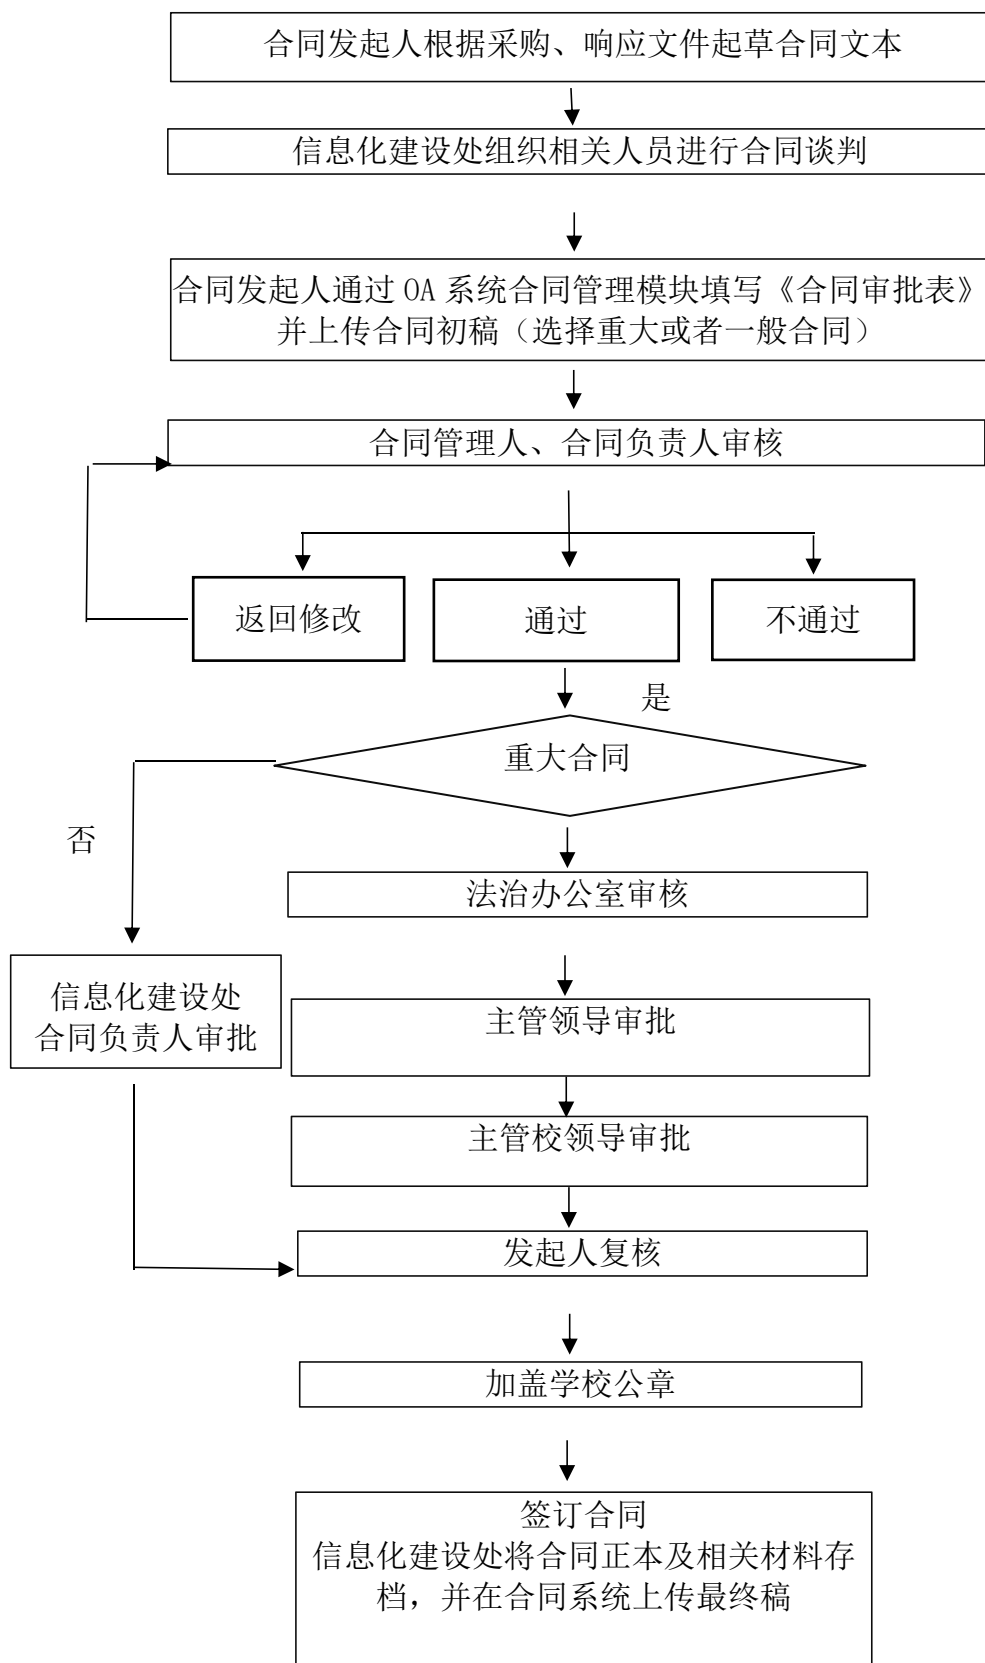 合同发起人根据采购、响应文件起草合同文本
信息化建设处组织相关人员进行合同谈判
合同发起人通过 OA 系统合同管理模块填写《合同审批表》
并上传合同初稿（选择重大或者一般合同）
合同管理人、合同负责人审核
返回修改
通过
不通过
是
重大合同
否
法治办公室审核
信息化建设处
合同负责人审批
主管领导审批
主管校领导审批
发起人复核
加盖学校公章
签订合同
信息化建设处将合同正本及相关材料存
档，并在合同系统上传最终稿